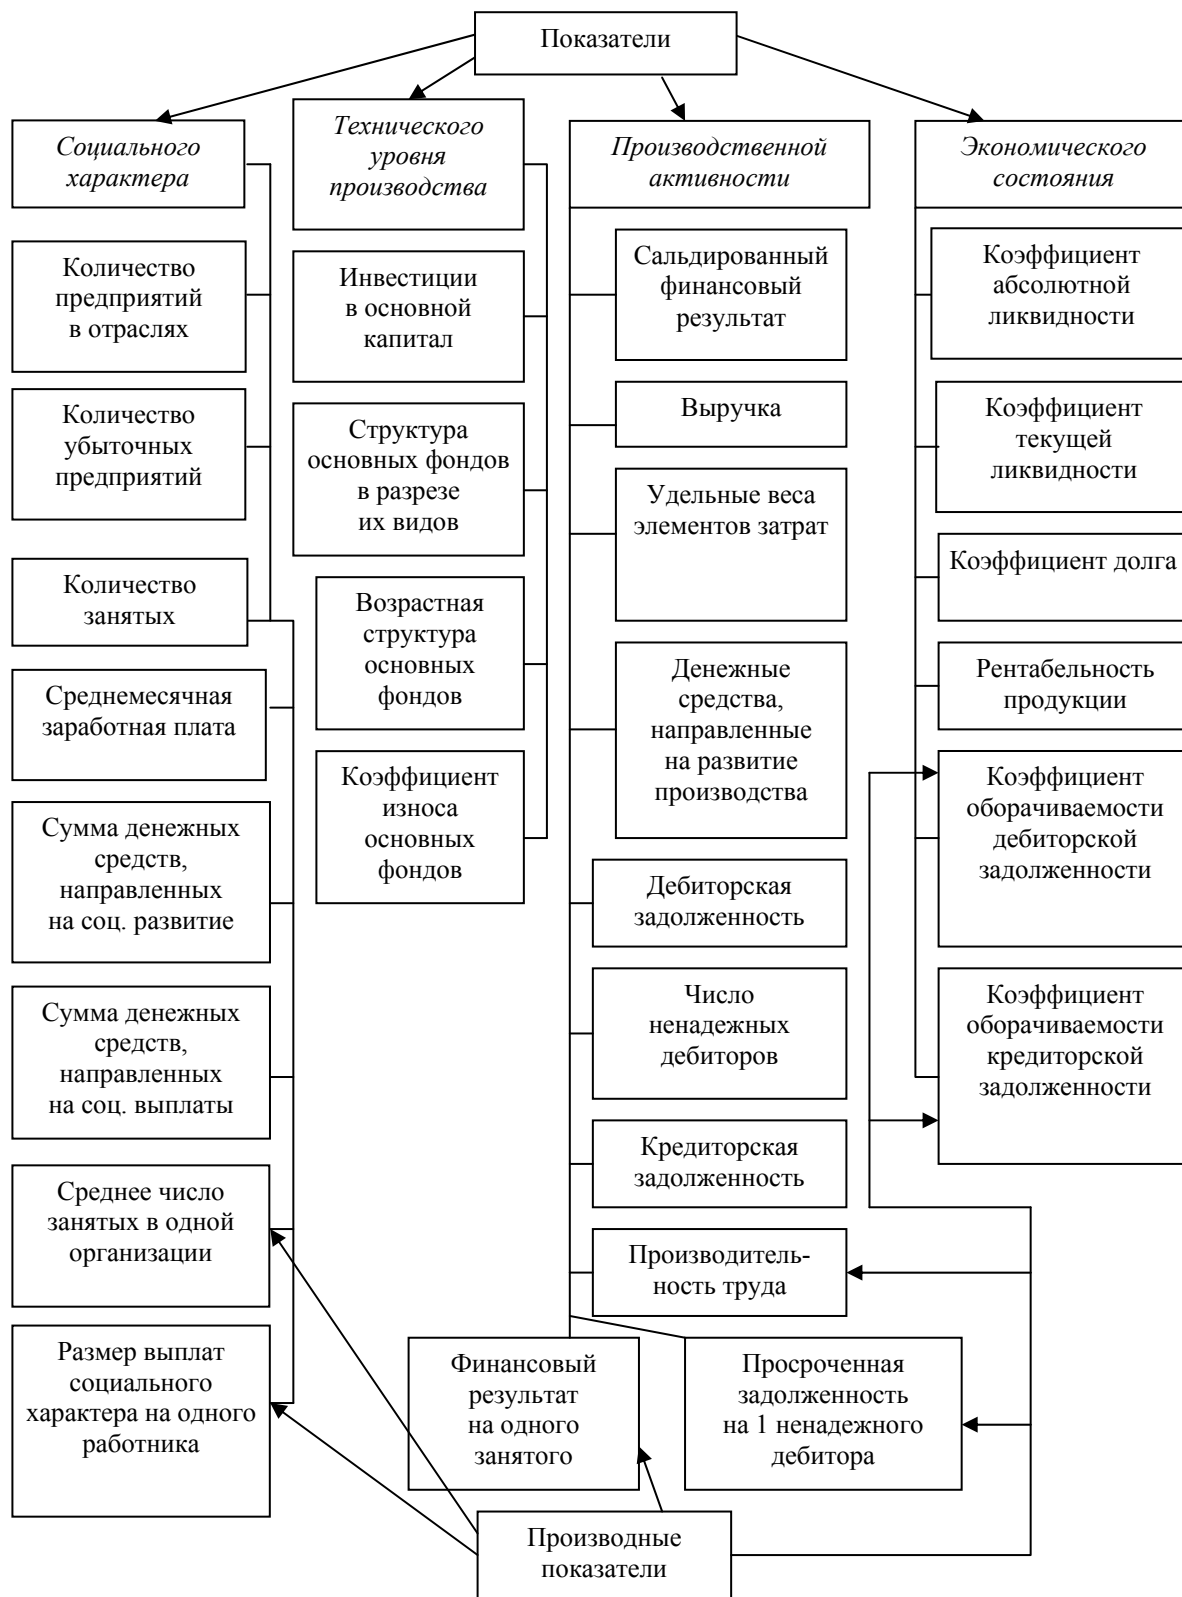 Показатели
Социального
характера
Технического
уровня
производства
Производственной
активности
Экономического
состояния
Количество
предприятий
в отраслях
Количество
убыточных
предприятий
Количество
занятых
Среднемесячная
заработная плата
Сумма денежных
средств,
направленных
на соц. развитие
Сумма денежных
средств,
направленных
на соц. выплаты
Среднее число
занятых в одной
организации
Размер выплат
социального
характера на одного
работника
Инвестиции
в основной
капитал
Структура
основных фондов
в разрезе
их видов
Возрастная
структура
основных
фондов
Коэффициент
износа
основных
фондов
Сальдированный
финансовый
результат
Выручка
Удельные веса
элементов затрат
Денежные
средства,
направленные
на развитие
производства
Дебиторская
задолженность
Число
ненадежных
дебиторов
Кредиторская
задолженность
Производитель-
ность труда
Финансовый
результат
на одного
занятого
Просроченная
задолженность
на 1 ненадежного
дебитора
Коэффициент
абсолютной
ликвидности
Коэффициент
текущей
ликвидности
Коэффициент долга
Рентабельность
продукции
Коэффициент
оборачиваемости
дебиторской
задолженности
Коэффициент
оборачиваемости
кредиторской
задолженности
Производные
показатели